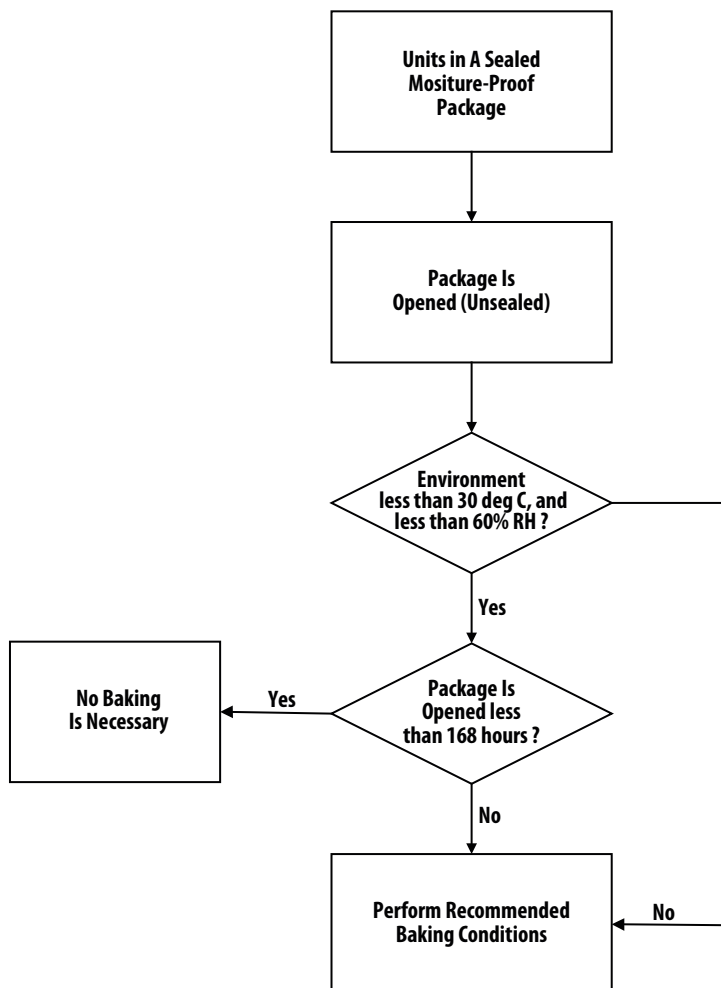 Units in A Sealed
Mositure-Proof
Package
Package Is
Opened (Unsealed)
Environment
less than 30 deg C, and
less than 60% RH ?
Yes
No Baking
Is Necessary
Yes
Package Is
Opened less
than 168 hours ?
No
Perform Recommended
Baking Conditions
No